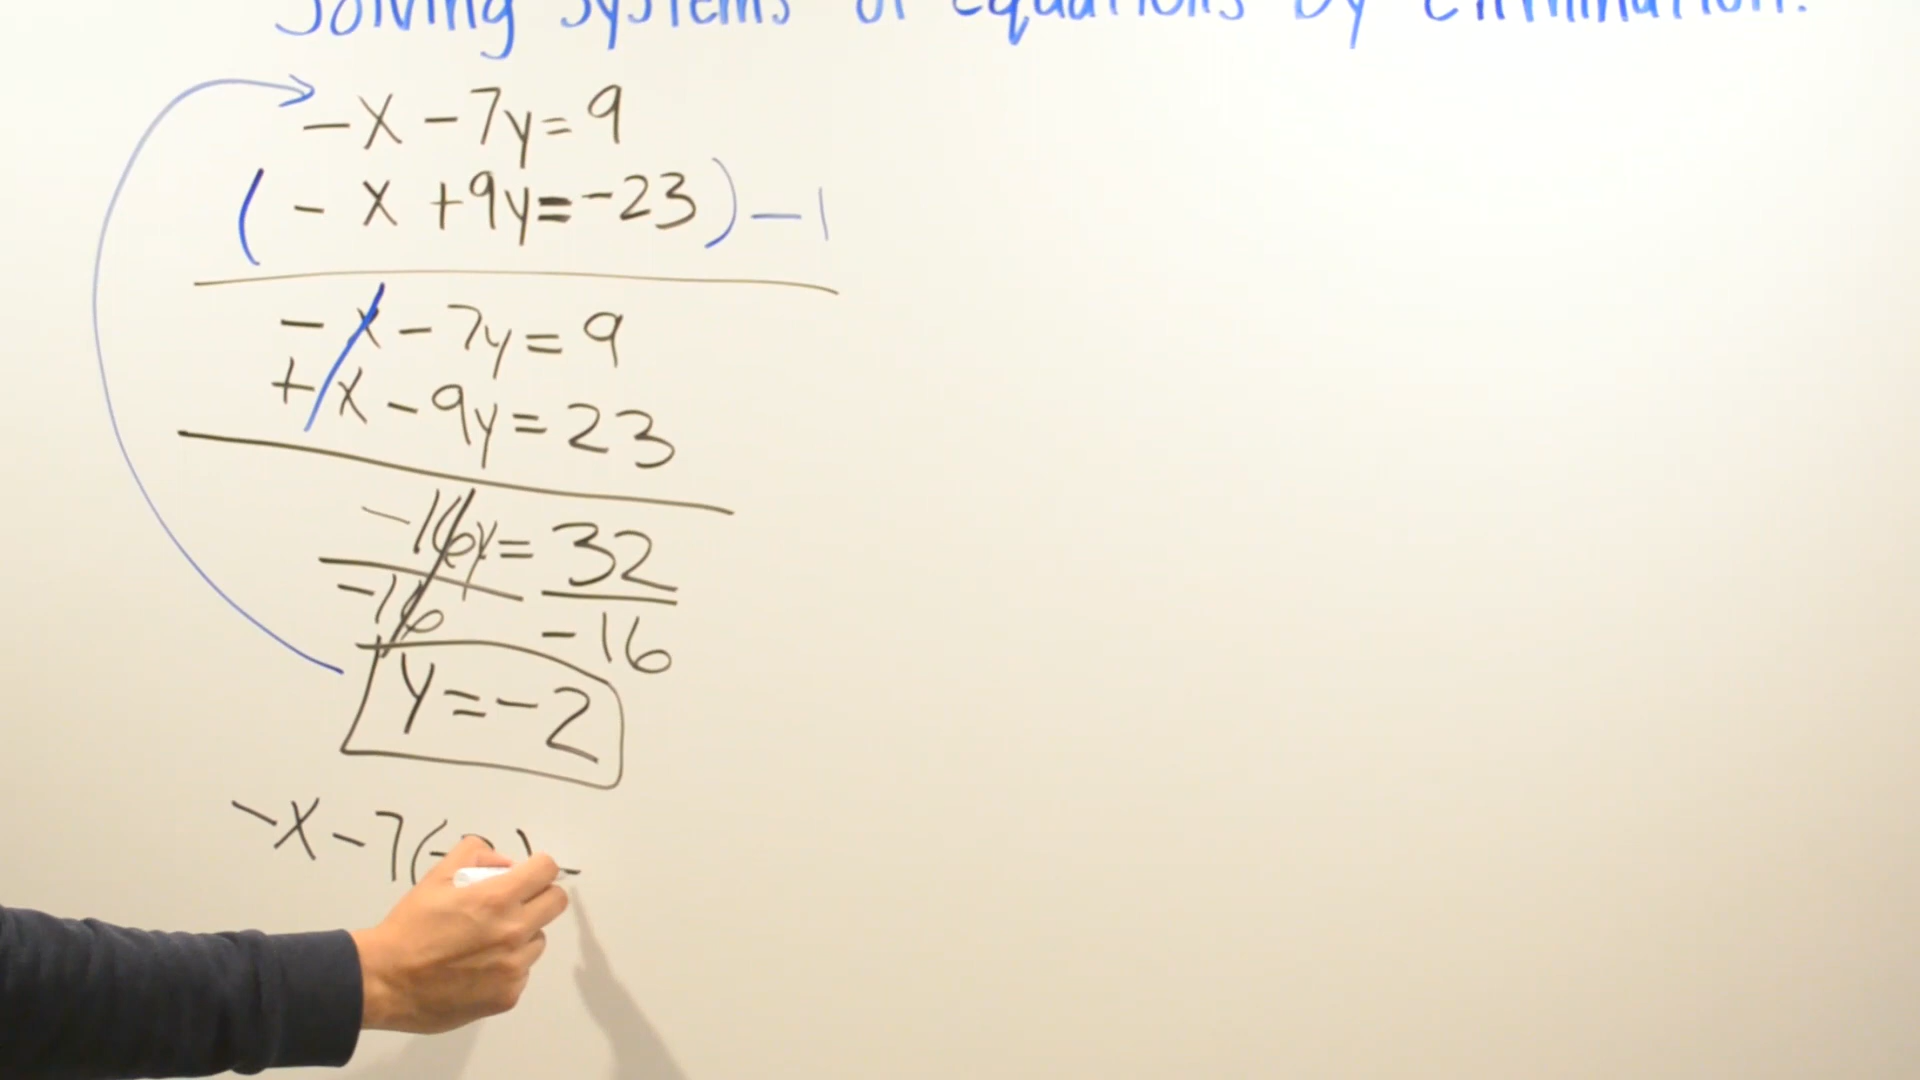 Solving Systems of equations by elimination.
-x - 7y = 9
(- x + 9y = -23) - 1
- x - 7y = 9
+ x - 9y = 23
-16y = 32
-16 -16
y = -2
-x - 7(-2) =